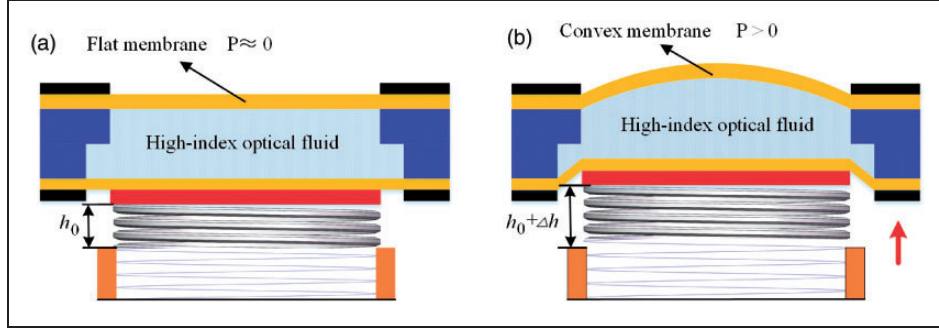 (a)
Flat membrane P≈ 0
High-index optical fluid
h0
(b)
Convex membrane P > 0
High-index optical fluid
h0+Δh